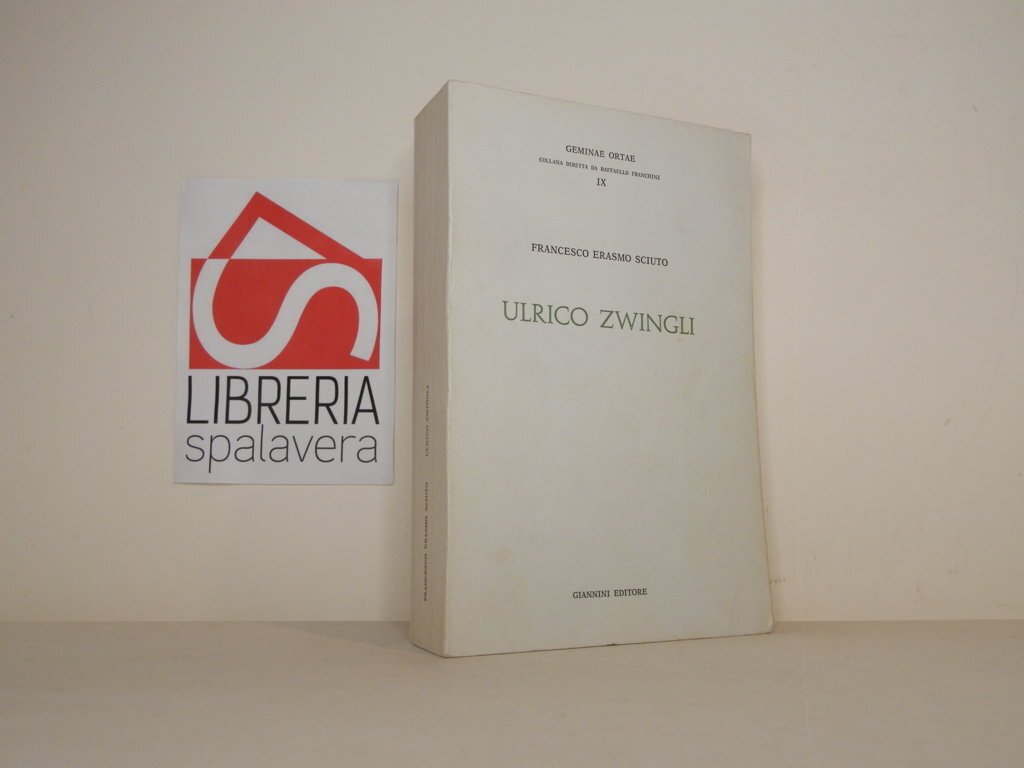 LIBRERIA
spalavera
GEMINAE ORTAE
COLLANA DIRETTA DA RAFFAELLO FRANCHINI
IX
FRANCESCO ERASMO SCIUTO
ULRICO ZWINGLI
GIANNINI EDITORE
FRANCESCO ERASMO SCIUTO ULRICO ZWINGLI